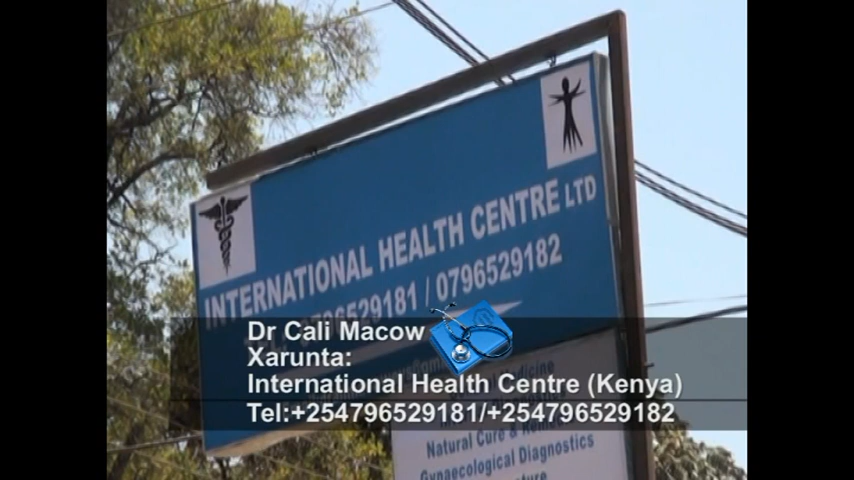 INTERNATIONAL HEALTH CENTRE LTD
0796529181 / 0796529182
Dr Cali Macow
Xarunta:
International Health Centre (Kenya)
Tel:+254796529181/+254796529182
Medicine
Natural Cure &
Gynaecological Diagnostics